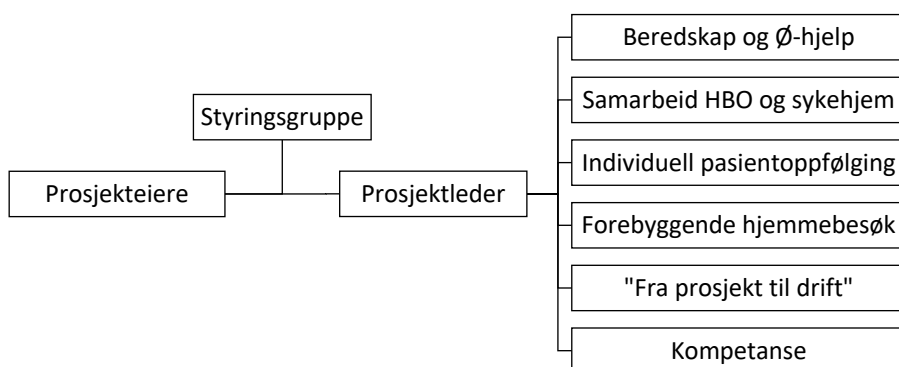 Beredskap og Ø-hjelp
Styringsgruppe
Samarbeid HBO og sykehjem
Individuell pasientoppfølging
Prosjekteiere
Prosjektleder
Forebyggende hjemmebesøk
"Fra prosjekt til drift"
Kompetanse